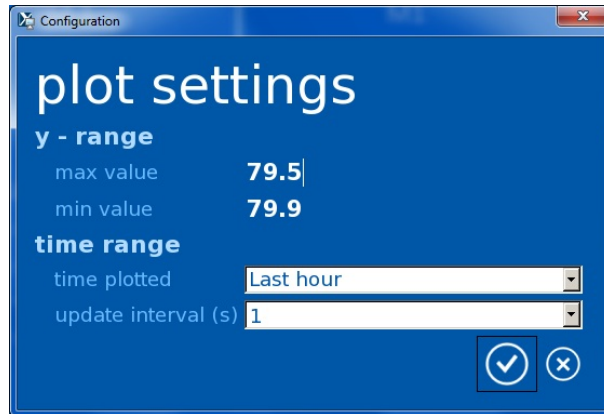 Configuration
plot settings
y - range
max value 79.5
min value 79.9
time range
time plotted Last hour
update interval (s) 1